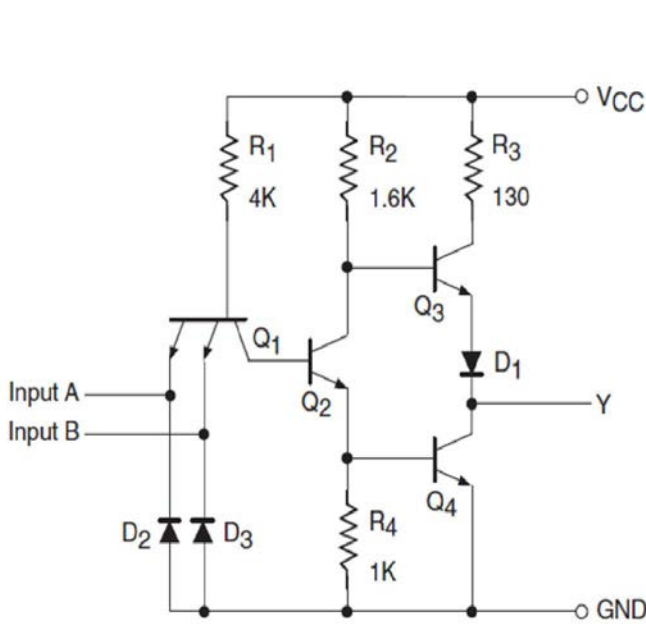 VCC
R1
4K
R2
1.6K
R3
130
Q3
Q1
D1
Input A
Q2
Y
Input B
Q4
D2
D3
R4
1K
GND